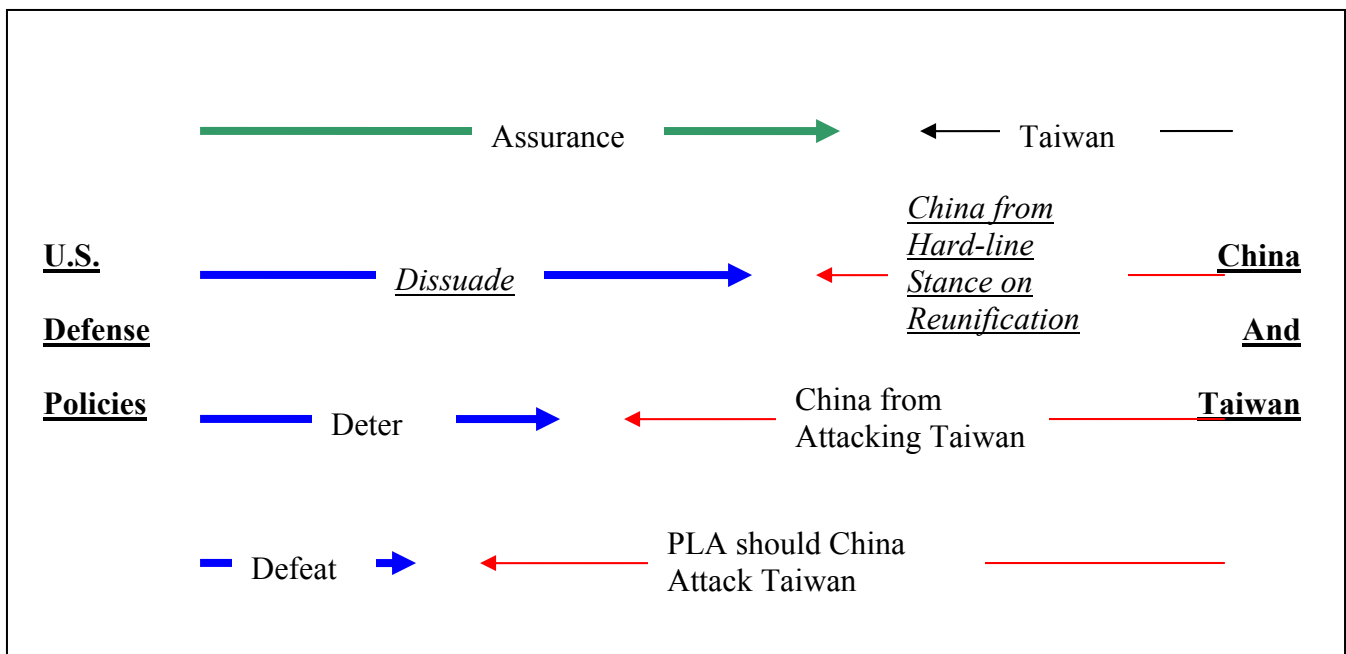 Assurance
Taiwan
U.S.
Defense
Policies
Dissuade
China from
Hard-line
Stance on
Reunification
China
And
Taiwan
Deter
China from
Attacking Taiwan
Defeat
PLA should China
Attack Taiwan